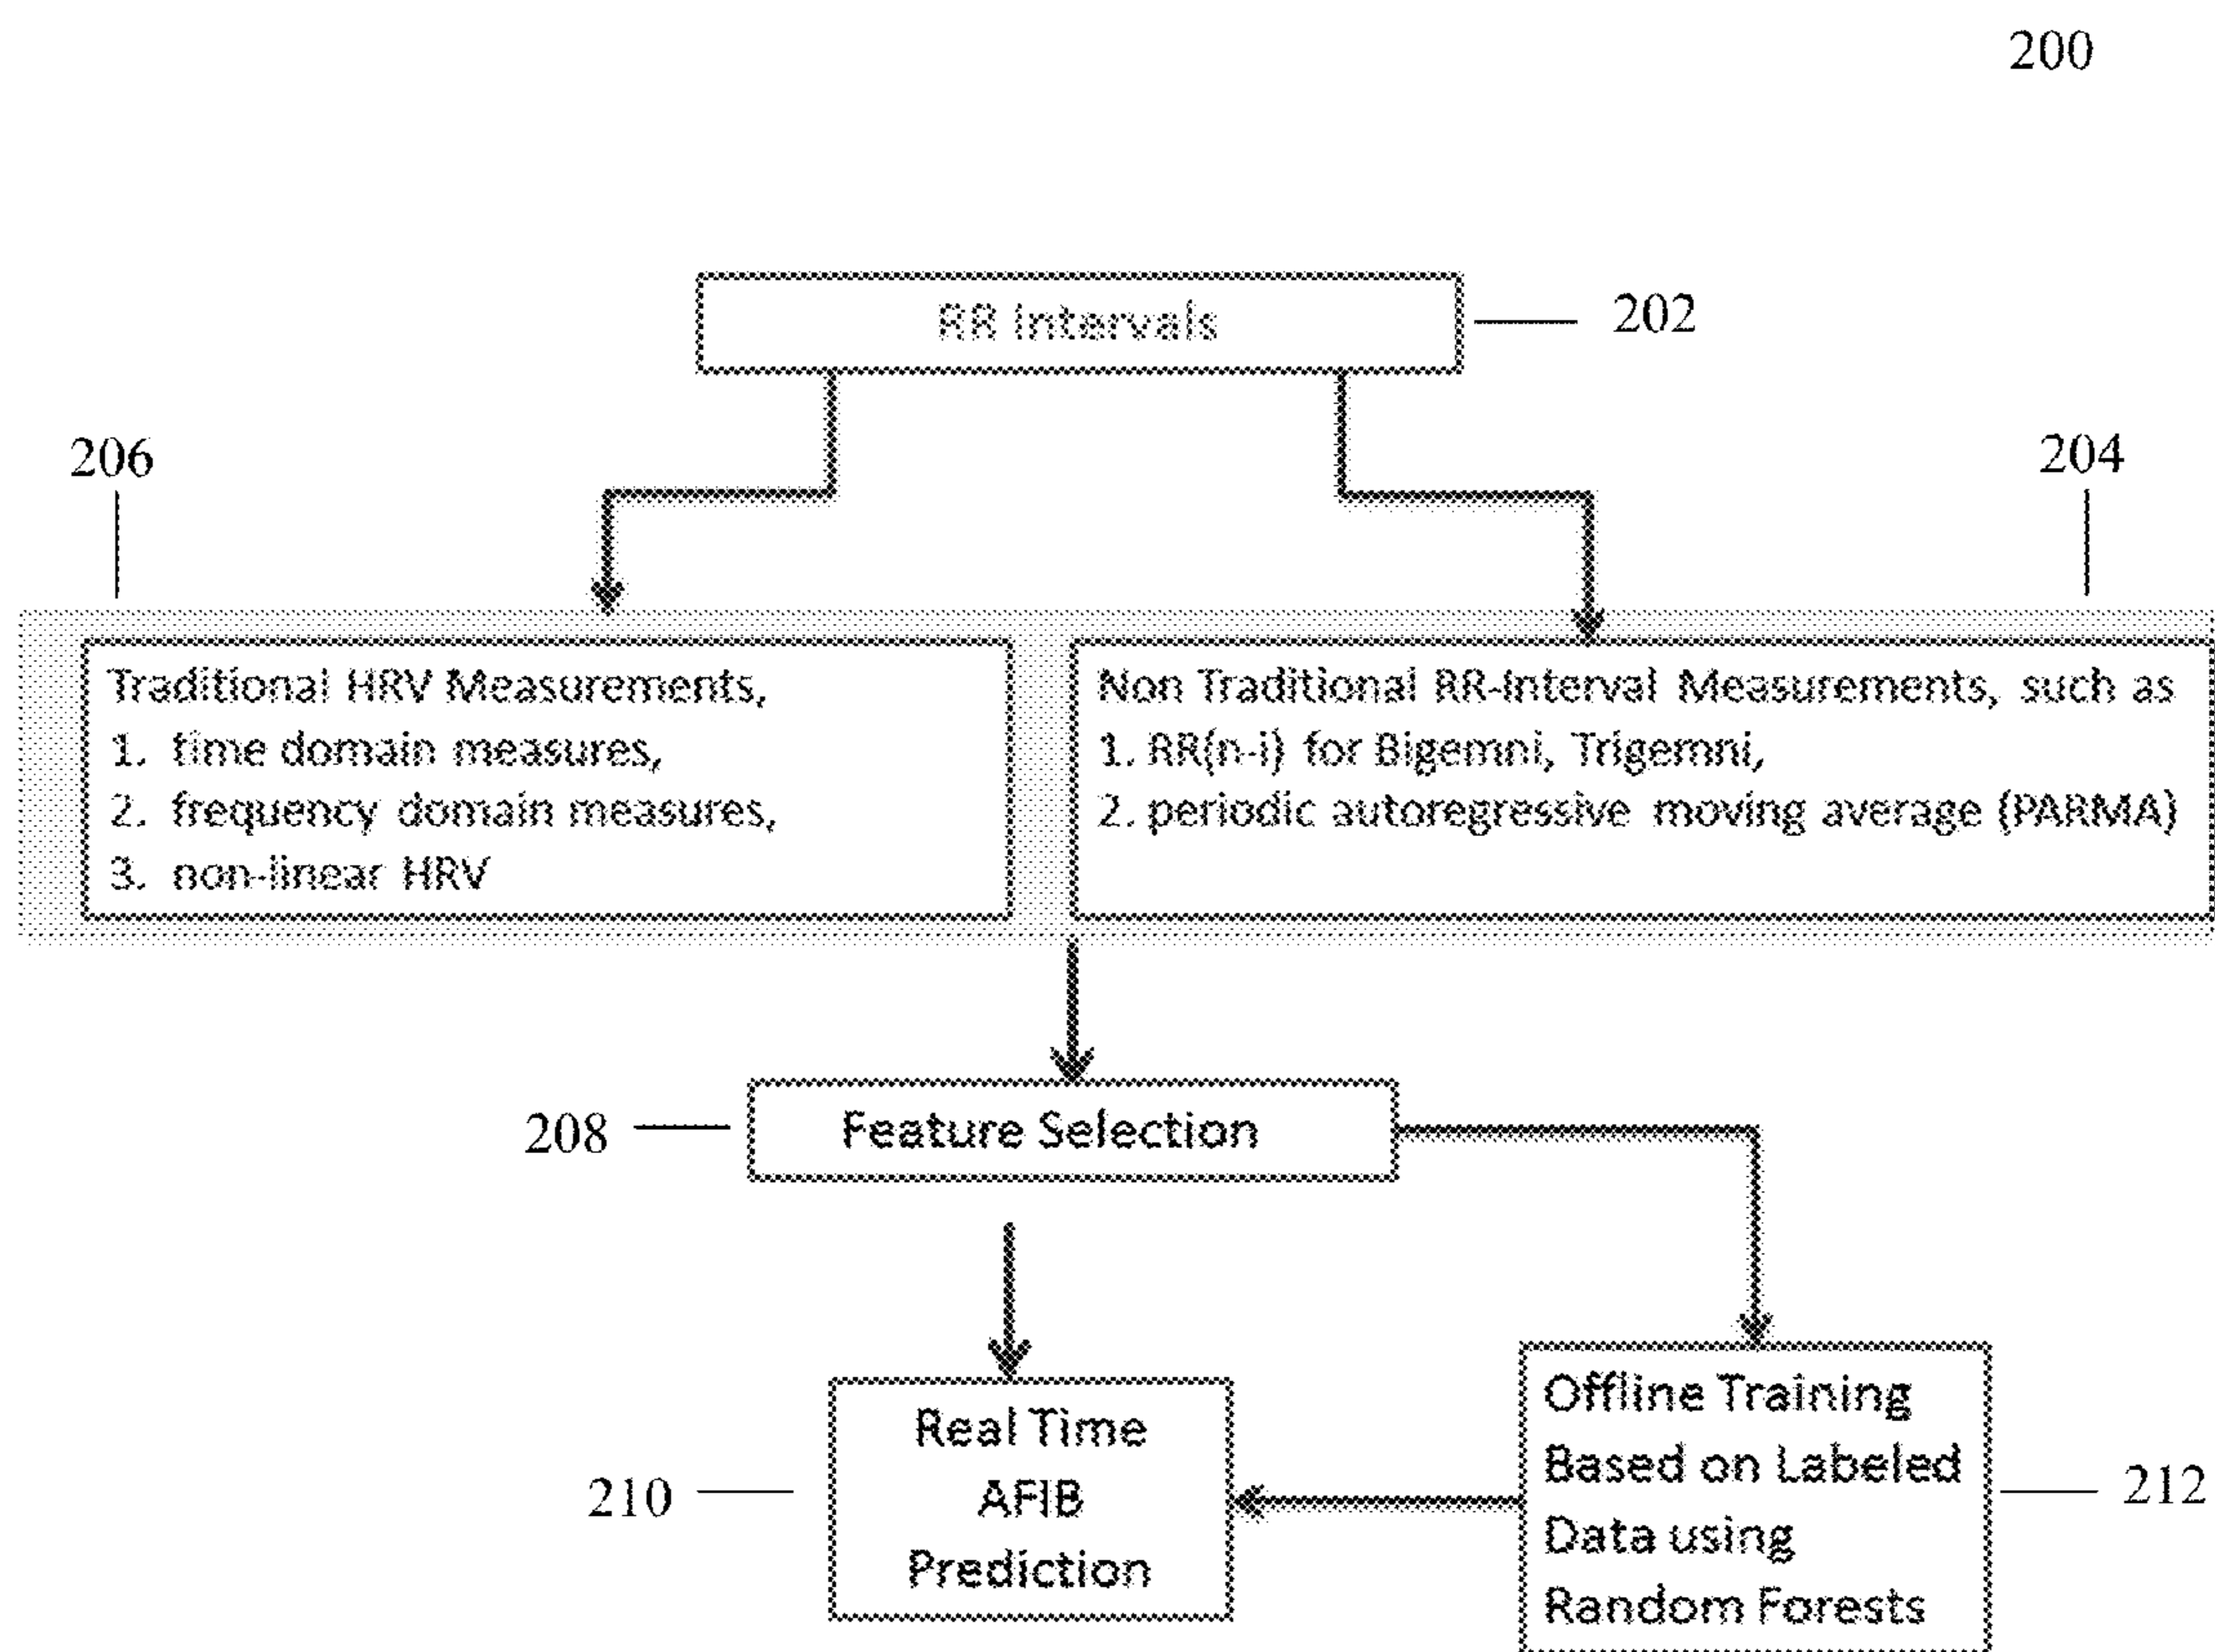 200
RR Intervals
202
206
204
Traditional HRV Measurements,
1. time domain measures,
2. frequency domain measures,
3. non-linear HRV
Non Traditional RR-Interval Measurements, such as
1. RR(n-i) for Bigemni, Trigemni,
2. periodic autoregressive moving average (PARMA)
208
Feature Selection
210
Real Time
AFIB
Prediction
Offline Training
Based on Labeled
Data using
Random Forests
212